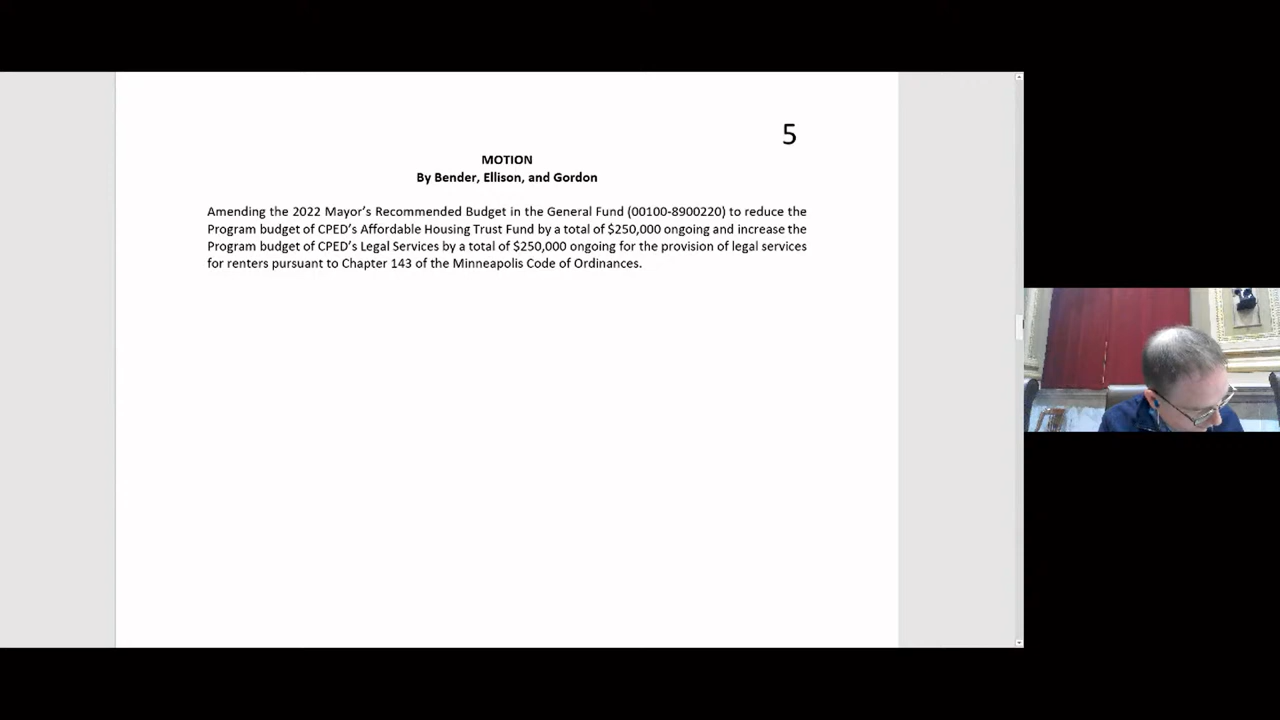 5
MOTION
By Bender, Ellison, and Gordon
Amending the 2022 Mayor’s Recommended Budget in the General Fund (00100-8900220) to reduce the
Program budget of CPED’s Affordable Housing Trust Fund by a total of $250,000 ongoing and increase the
Program budget of CPED’s Legal Services by a total of $250,000 ongoing for the provision of legal services
for renters pursuant to Chapter 143 of the Minneapolis Code of Ordinances.